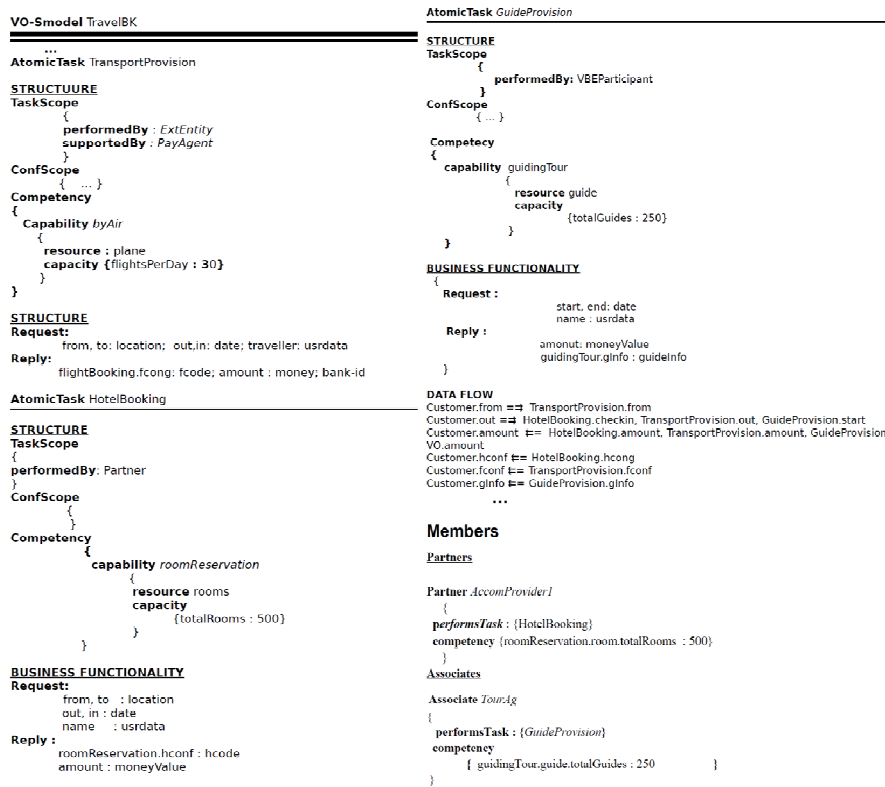 VO-Smodel TravelBK
...
AtomicTask TransportProvision
STRUCTUURE
TaskScope
{
performedBy : ExtEntity
supportedBy : PayAgent
}
ConfScope
{ ... }
Competency
{
Capability byAir
{
resource : plane
capacity {flightsPerDay : 30}
}
}
STRUCTURE
Request:
from, to: location; out,in: date; traveller: usrdata
Reply:
flightBooking.fcong: fcode; amount : money; bank-id
AtomicTask HotelBooking
STRUCTURE
TaskScope
{
performedBy: Partner
}
ConfScope
{
}
Competency
{
capability roomReservation
{
resource rooms
capacity
{totalRooms : 500}
}
}
BUSINESS FUNCTIONALITY
Request:
from, to : location
out, in : date
name : usrdata
Reply :
roomReservation.hconf : hcode
amount : moneyValue
AtomicTask GuideProvision
STRUCTURE
TaskScope
{
performedBy: VBEParticipant
}
ConfScope
{ ... }
Competecy
{
capability guidingTour
{
resource guide
capacity
{totalGuides : 250}
}
}
BUSINESS FUNCTIONALITY
{
Request :
start, end: date
name : usrdata
Reply :
amonut: moneyValue
guidingTour.gInfo : guideInfo
}
DATA FLOW
Customer.from ≡⇉ TransportProvision.from
Customer.out ≡⇉ HotelBooking.checkin, TransportProvision.out, GuideProvision.start
Customer.amount ⇇= HotelBooking.amount, TransportProvision.amount, GuideProvision
VO.amount
Customer.hconf ⇇= HotelBooking.hcong
Customer.fconf ⇇= TransportProvision.fconf
Customer.gInfo ⇇= GuideProvision.gInfo
...
Members
Partners
Partner AccomProvider1
{
performsTask : {HotelBooking}
competency {roomReservation.room.totalRooms : 500}
}
Associates
Associate TourAg
{
performsTask : {GuideProvision}
competency
{ guidingTour.guide.totalGuides : 250 }
}